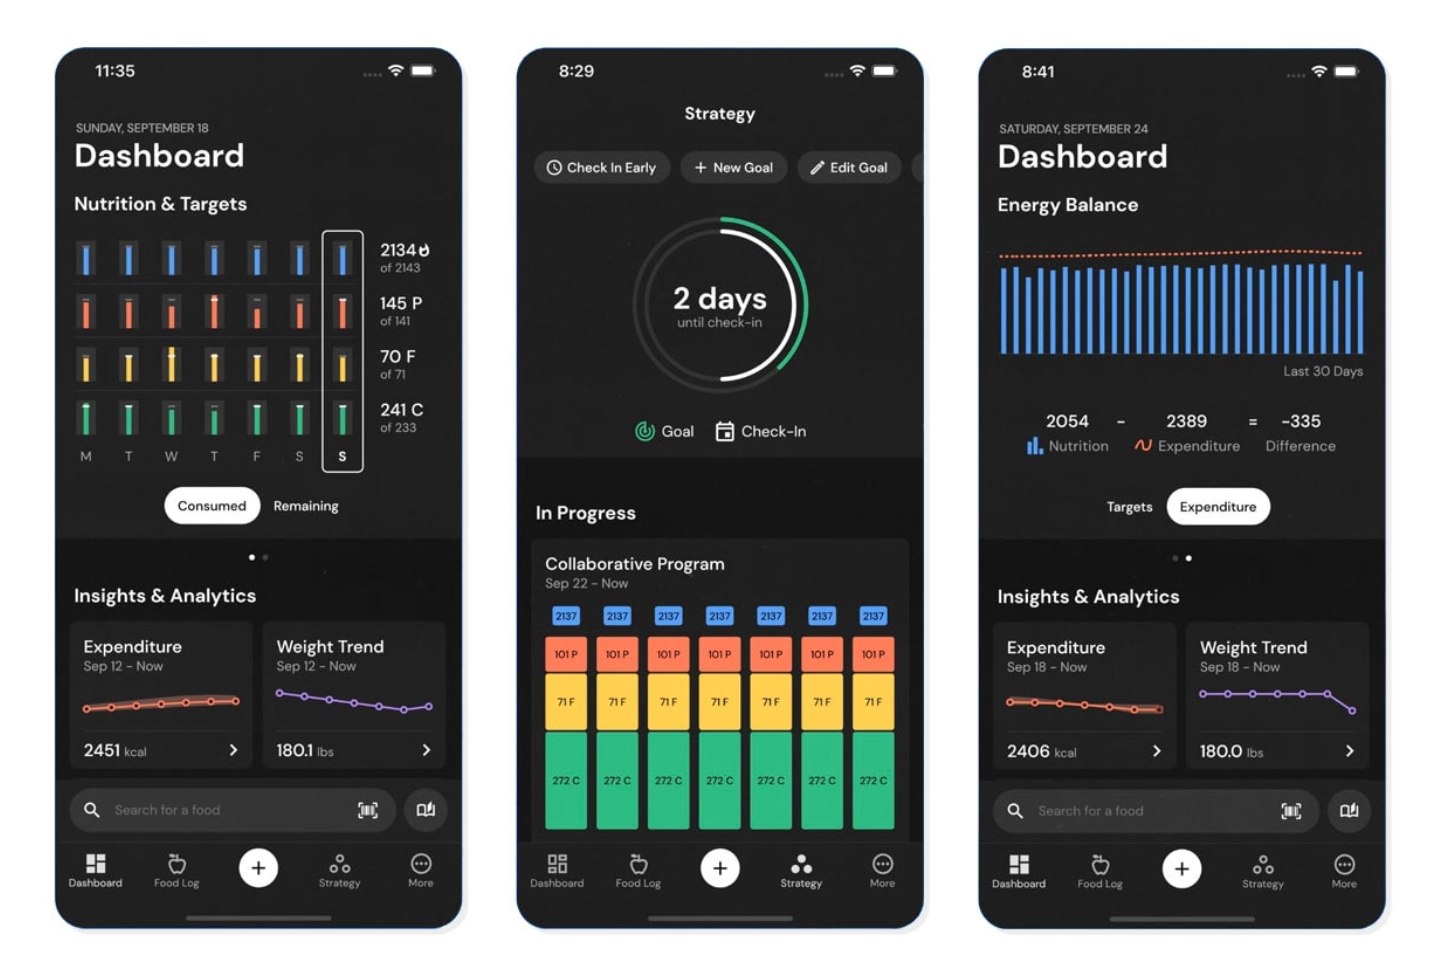 11:35
SUNDAY, SEPTEMBER 18
Dashboard
Nutrition & Targets
2134
of 2143
145 P
of 141
70 F
of 71
241 C
of 233
M T W T F S S
Consumed Remaining
Insights & Analytics
Expenditure
Sep 12 - Now
2451 kcal
Weight Trend
Sep 12 - Now
180.1 lbs
Search for a food
Dashboard Food Log + Strategy More
8:29
Strategy
Check In Early + New Goal Edit Goal
2 days
until check-in
Goal Check-In
In Progress
Collaborative Program
Sep 22 - Now
2137 2137 2137 2137 2137 2137 2137
101 P 101 P 101 P 101 P 101 P 101 P 101 P
71 F 71 F 71 F 71 F 71 F 71 F 71 F
272 C 272 C 272 C 272 C 272 C 272 C 272 C
Dashboard Food Log + Strategy More
8:41
SATURDAY, SEPTEMBER 24
Dashboard
Energy Balance
Last 30 Days
2054 - 2389 = -335
Nutrition Expenditure Difference
Targets Expenditure
Insights & Analytics
Expenditure
Sep 18 - Now
2406 kcal
Weight Trend
Sep 18 - Now
180.0 lbs
Search for a food
Dashboard Food Log + Strategy More